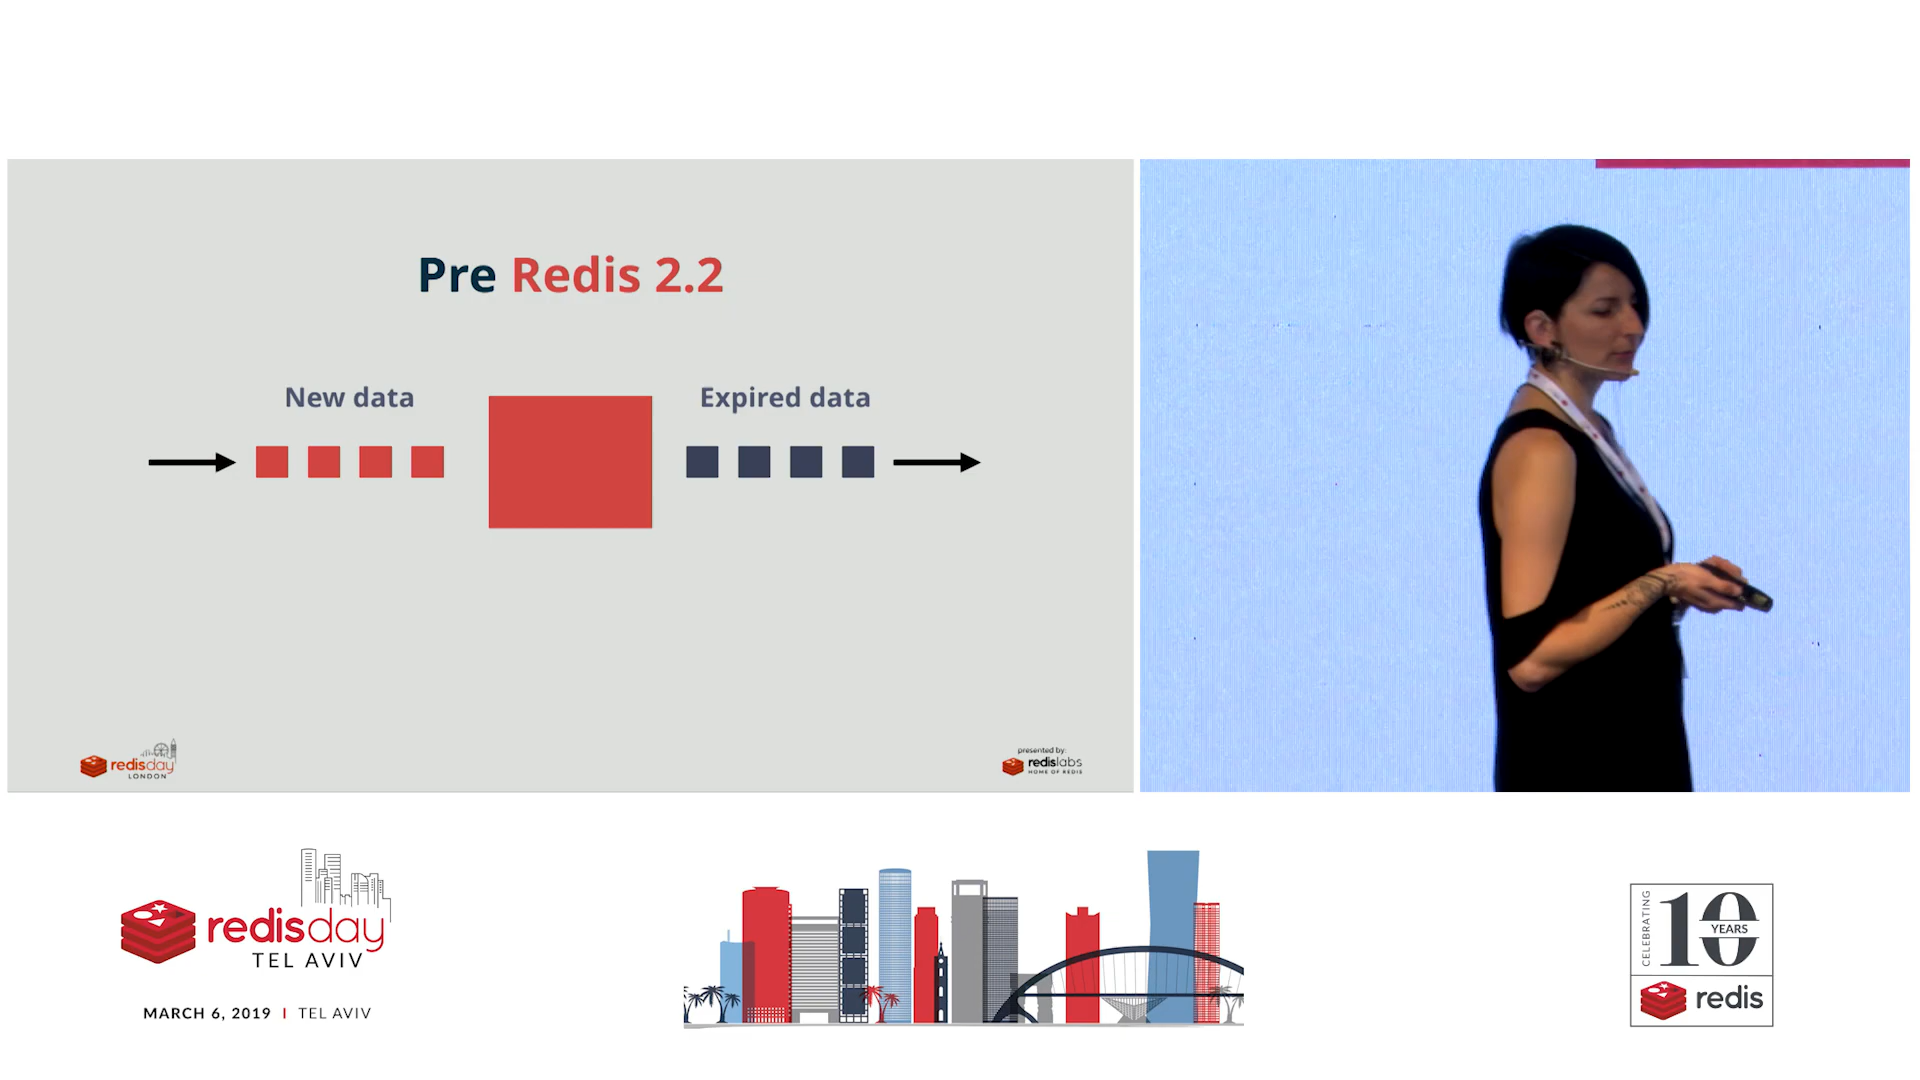 Pre Redis 2.2
New data
Expired data
redisday
LONDON
presented by:
redislabs
HOME OF REDIS
redisday
TEL AVIV
MARCH 6, 2019 | TEL AVIV
CELEBRATING
10
YEARS
redis